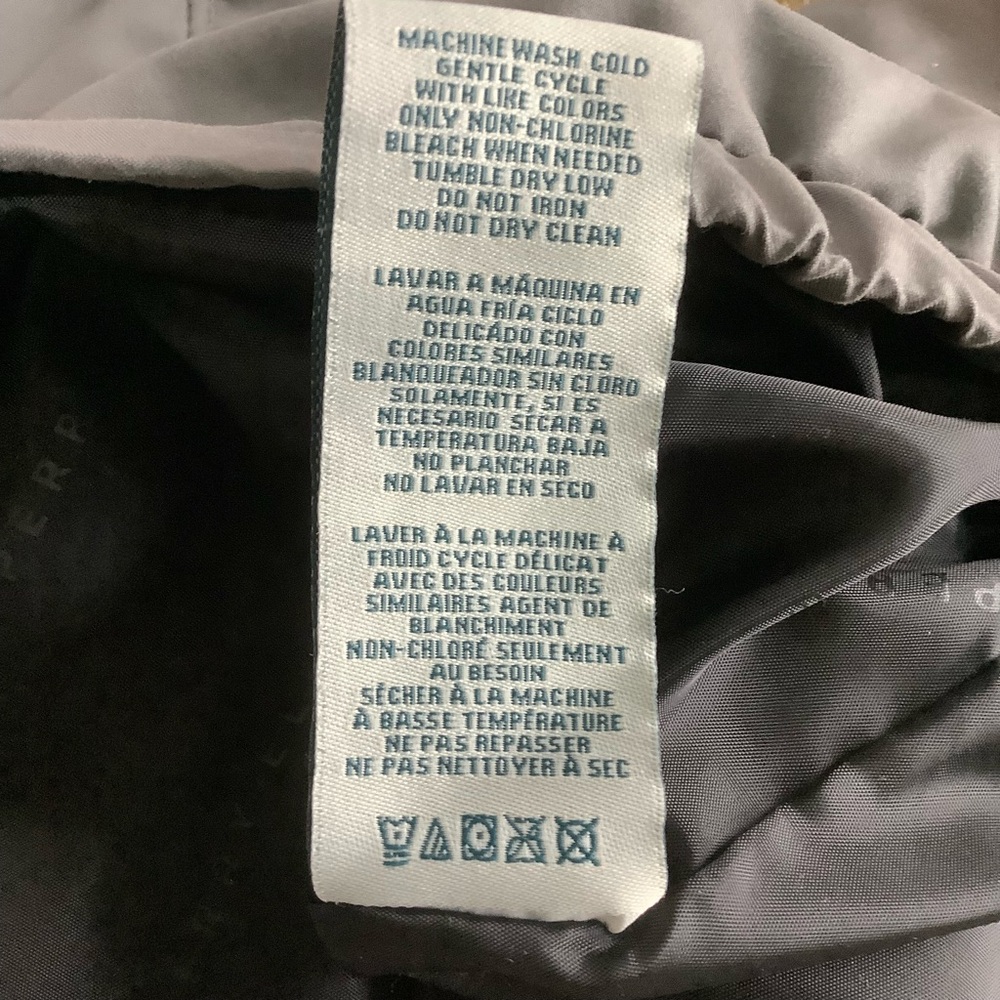 MACHINE WASH COLD
GENTLE CYCLE
WITH LIKE COLORS
ONLY NON-CHLORINE
BLEACH WHEN NEEDED
TUMBLE DRY LOW
DO NOT IRON
DO NOT DRY CLEAN
LAVAR A MÁQUINA EN
AGUA FRÍA CICLO
DELICÁDO CON
COLORES SIMILARES
BLANQUEADOR SIN CLORO
SOLAMENTE, SI ES
NECESARIO SECAR A
TEMPERATURA BAJA
NO PLANCHAR
NO LAVAR EN SECO
LAVER À LA MACHINE À
FROID CYCLE DÉLICAT
AVEC DES COULEURS
SIMILAIRES AGENT DE
BLANCHIMENT
NON-CHLORÉ SEULEMENT
AU BESOIN
SÉCHER À LA MACHINE
À BASSE TEMPÉRATURE
NE PAS REPASSER
NE PAS NETTOYER À SEC